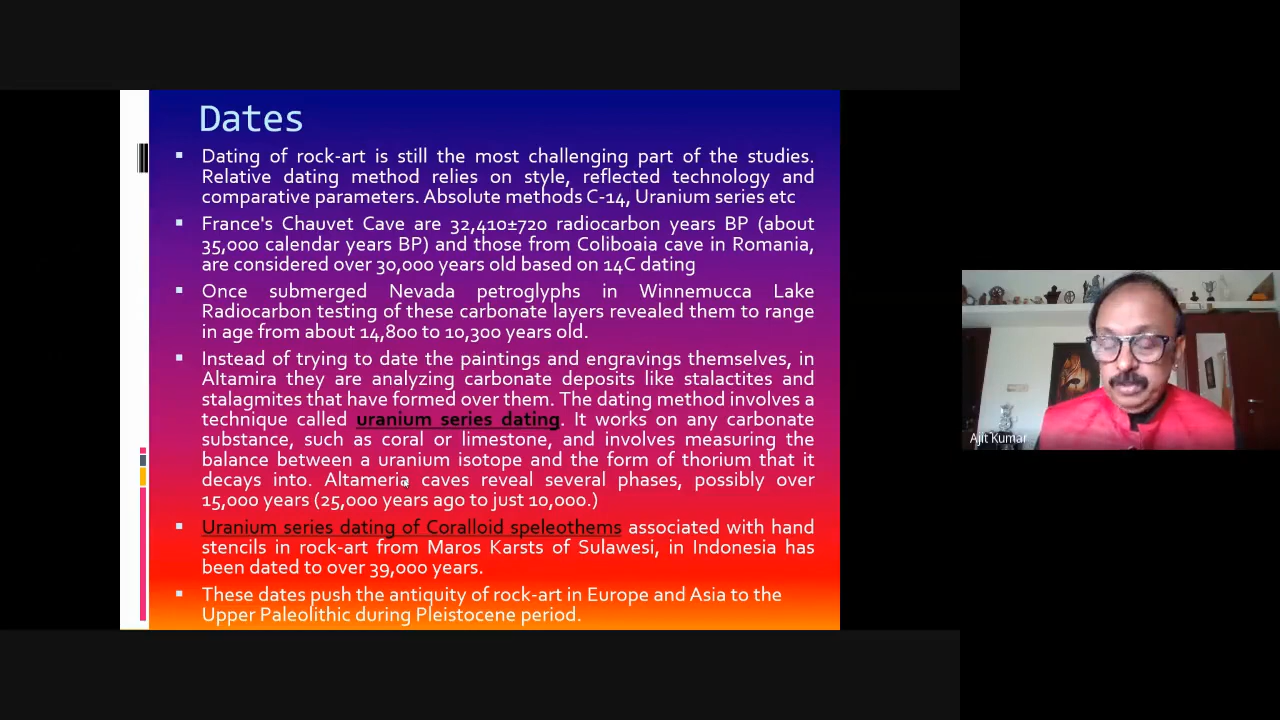 Dates
Dating of rock-art is still the most challenging part of the studies.
Relative dating method relies on style, reflected technology and
comparative parameters. Absolute methods C-14, Uranium series etc
France's Chauvet Cave are 32,410±720 radiocarbon years BP (about
35,000 calendar years BP) and those from Coliboaia cave in Romania,
are considered over 30,000 years old based on 14C dating
Once submerged Nevada petroglyphs in Winnemucca Lake
Radiocarbon testing of these carbonate layers revealed them to range
in age from about 14,800 to 10,300 years old.
Instead of trying to date the paintings and engravings themselves, in
Altamira they are analyzing carbonate deposits like stalactites and
stalagmites that have formed over them. The dating method involves a
technique called uranium series dating. It works on any carbonate
substance, such as coral or limestone, and involves measuring the
balance between a uranium isotope and the form of thorium that it
decays into. Altameria caves reveal several phases, possibly over
15,000 years (25,000 years ago to just 10,000.)
Uranium series dating of Coralloid speleothems associated with hand
stencils in rock-art from Maros Karsts of Sulawesi, in Indonesia has
been dated to over 39,000 years.
These dates push the antiquity of rock-art in Europe and Asia to the
Upper Paleolithic during Pleistocene period.
Ajit Kumar